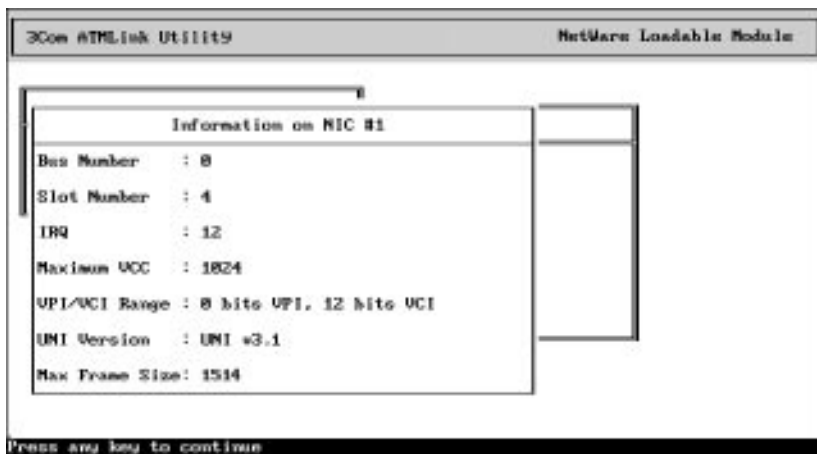 3Com ATMLink Utility NetWare Loadable Module
Information on NIC #1
Bus Number : 0
Slot Number : 4
IRQ : 12
Maximum VCC : 1024
VPI/VCI Range : 0 bits VPI, 12 bits VCI
UNI Version : UNI v3.1
Max Frame Size: 1514
Press any key to continue